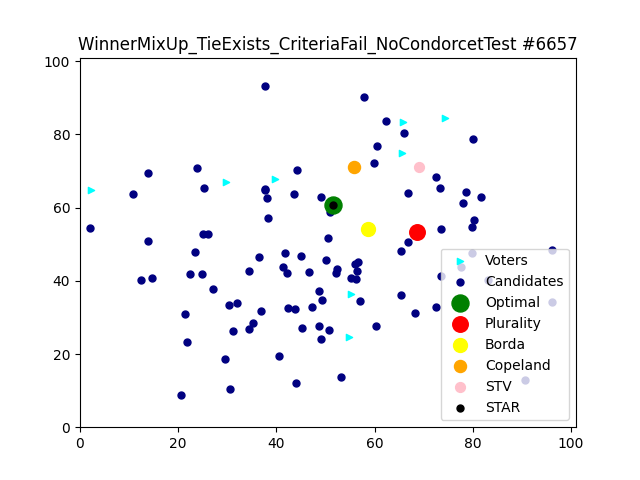 WinnerMixUp_TieExists_CriteriaFail_NoCondorcetTest #6657
100
80
60
40
20
0
0 20 40 60 80 100
Voters
Candidates
Optimal
Plurality
Borda
Copeland
STV
STAR